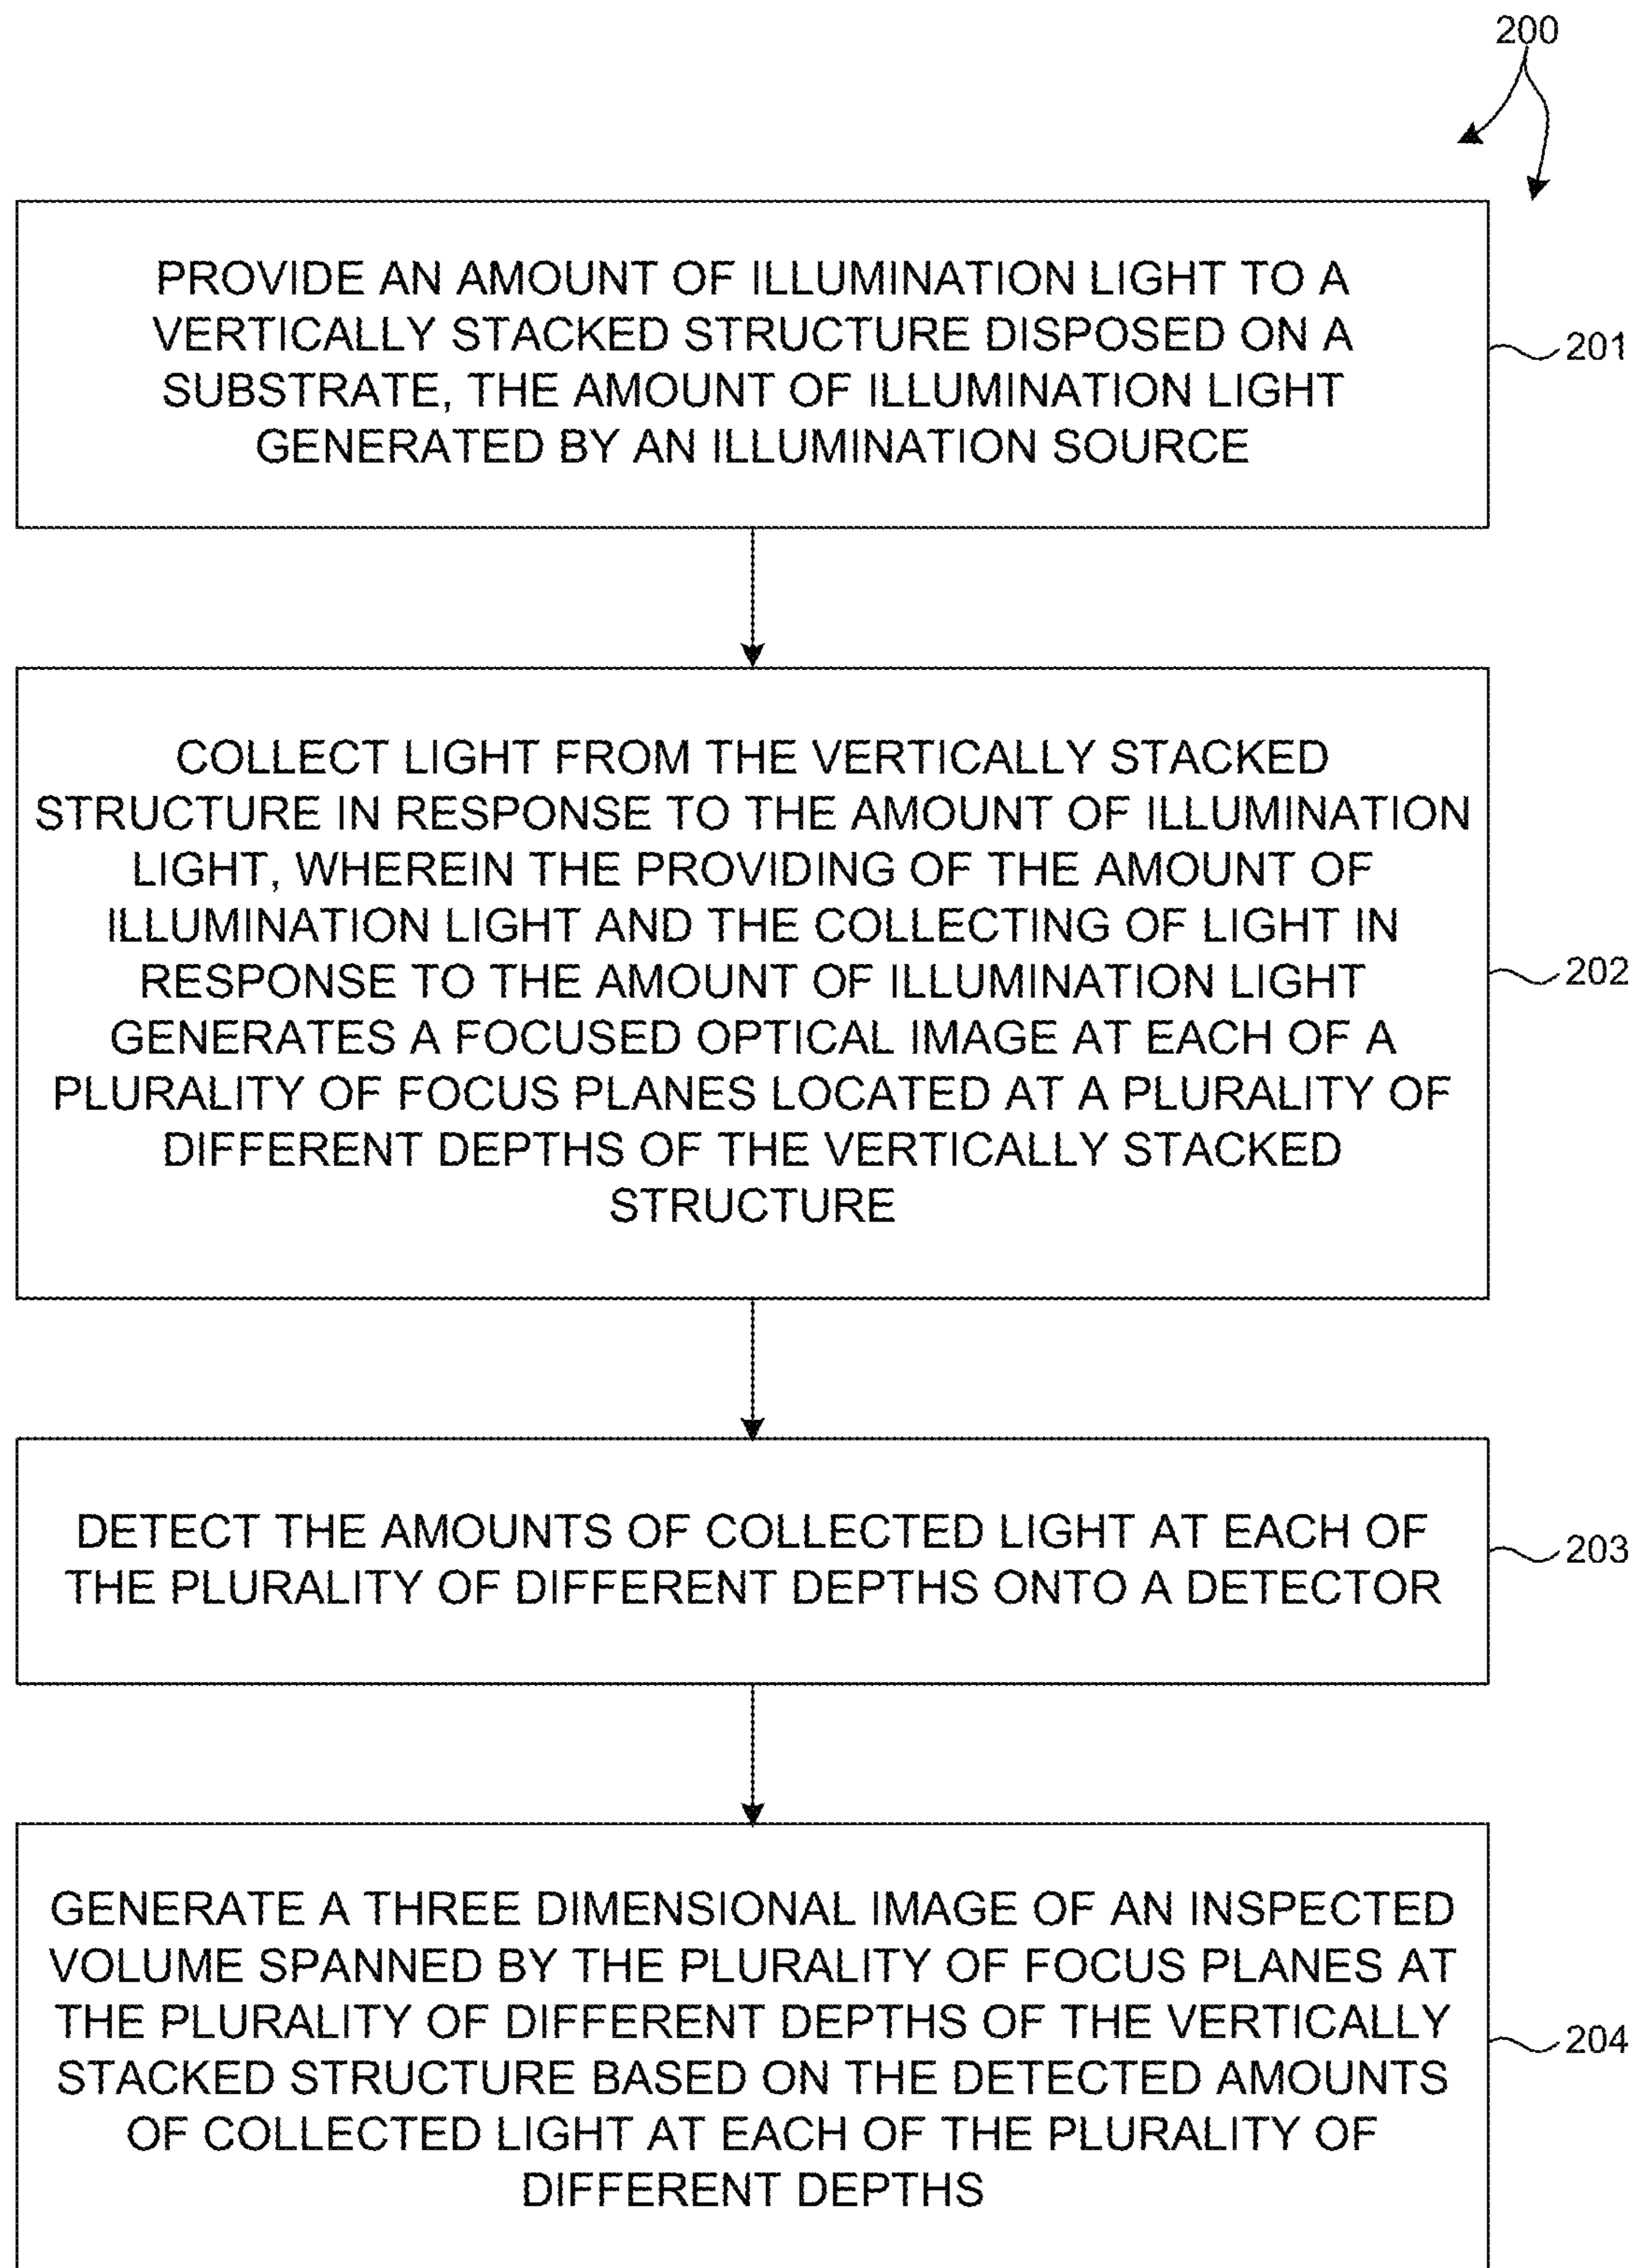 200
PROVIDE AN AMOUNT OF ILLUMINATION LIGHT TO A
VERTICALLY STACKED STRUCTURE DISPOSED ON A
SUBSTRATE, THE AMOUNT OF ILLUMINATION LIGHT
GENERATED BY AN ILLUMINATION SOURCE
201
COLLECT LIGHT FROM THE VERTICALLY STACKED
STRUCTURE IN RESPONSE TO THE AMOUNT OF ILLUMINATION
LIGHT, WHEREIN THE PROVIDING OF THE AMOUNT OF
ILLUMINATION LIGHT AND THE COLLECTING OF LIGHT IN
RESPONSE TO THE AMOUNT OF ILLUMINATION LIGHT
GENERATES A FOCUSED OPTICAL IMAGE AT EACH OF A
PLURALITY OF FOCUS PLANES LOCATED AT A PLURALITY OF
DIFFERENT DEPTHS OF THE VERTICALLY STACKED
STRUCTURE
202
DETECT THE AMOUNTS OF COLLECTED LIGHT AT EACH OF
THE PLURALITY OF DIFFERENT DEPTHS ONTO A DETECTOR
203
GENERATE A THREE DIMENSIONAL IMAGE OF AN INSPECTED
VOLUME SPANNED BY THE PLURALITY OF FOCUS PLANES AT
THE PLURALITY OF DIFFERENT DEPTHS OF THE VERTICALLY
STACKED STRUCTURE BASED ON THE DETECTED AMOUNTS
OF COLLECTED LIGHT AT EACH OF THE PLURALITY OF
DIFFERENT DEPTHS
204